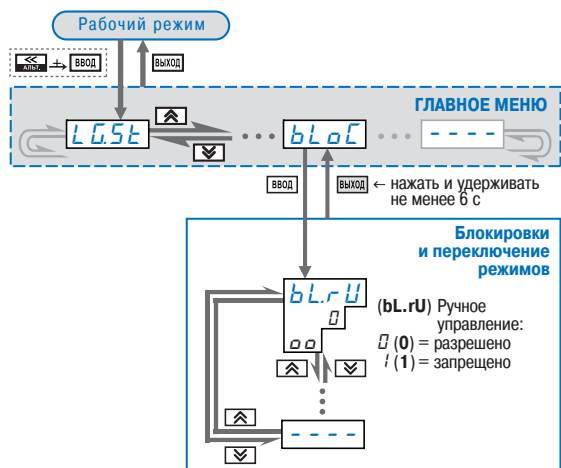 Рабочий режим
<<
АЛЬТ.
ВВОД
ВЫХОД
ГЛАВНОЕ МЕНЮ
LG.St
bLoC
----
ВВОД
ВЫХОД ← нажать и удерживать
не менее 6 с
Блокировки
и переключение
режимов
bL.rU
0
oo
(bL.rU) Ручное
управление:
0 (0) = разрешено
1 (1) = запрещено
----